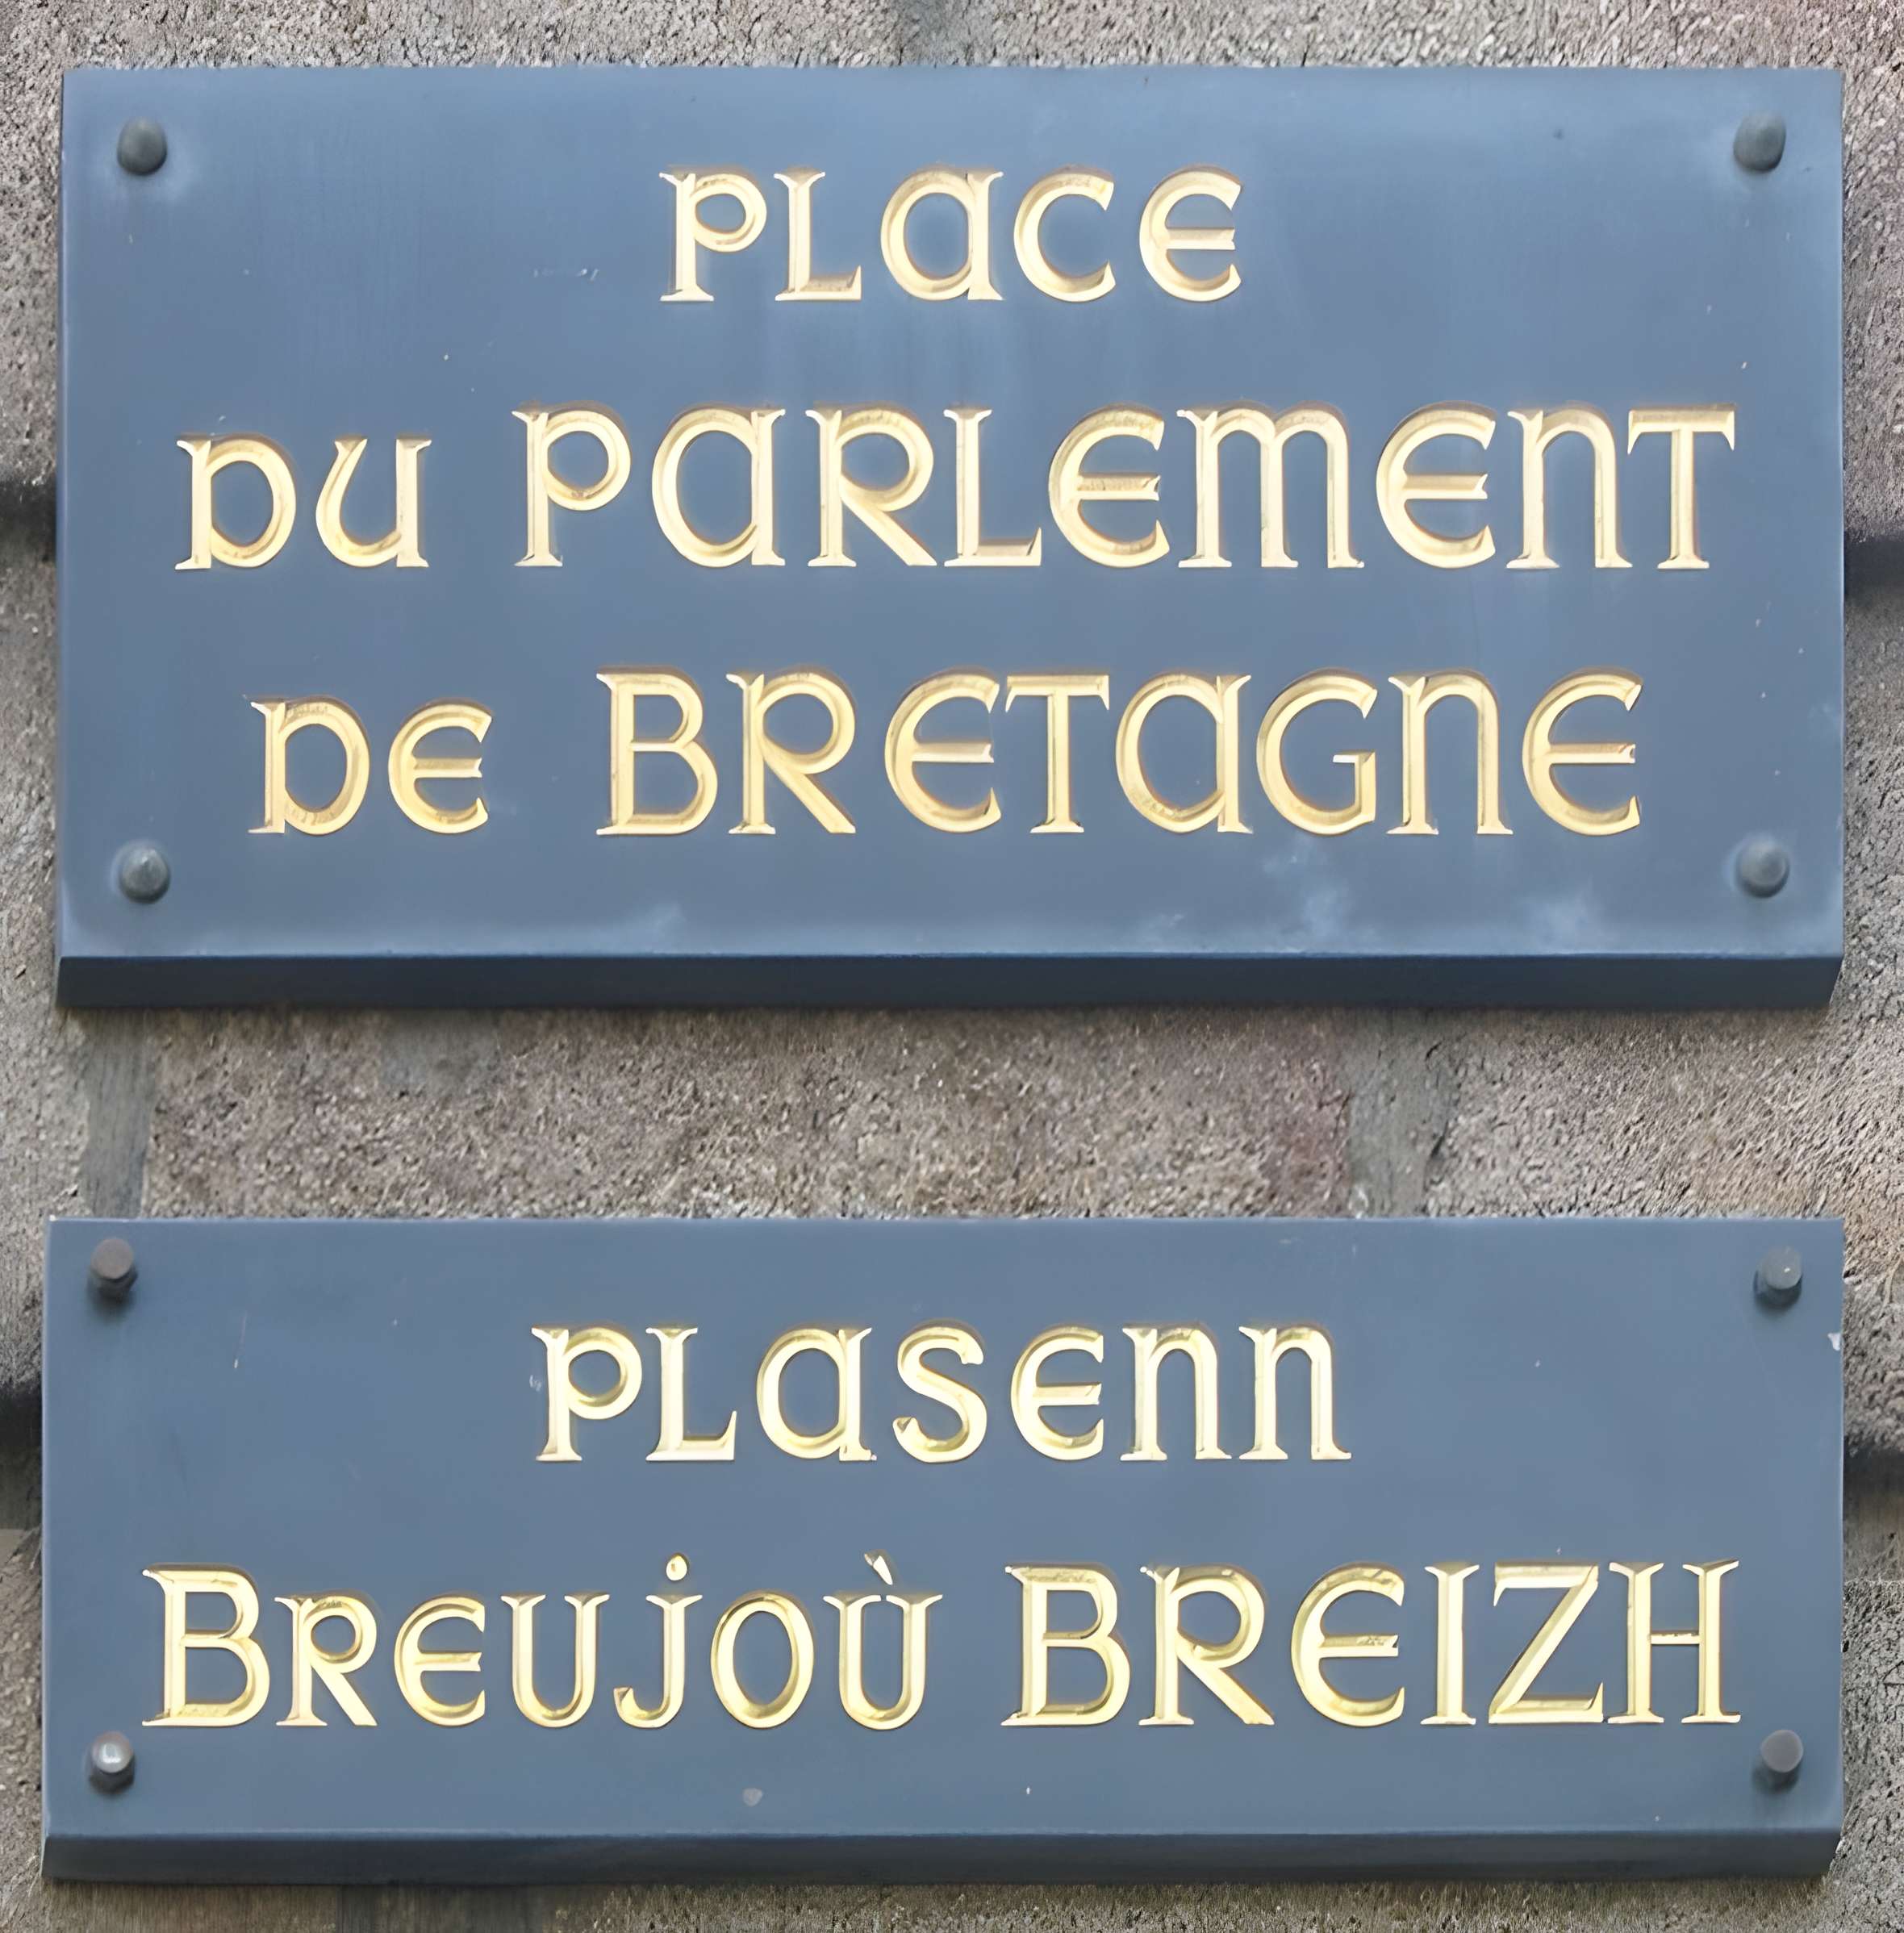 PLACE
DU PARLEMENT
DE BRETAGNE
PLASENN
BREUJOÙ BREIZH